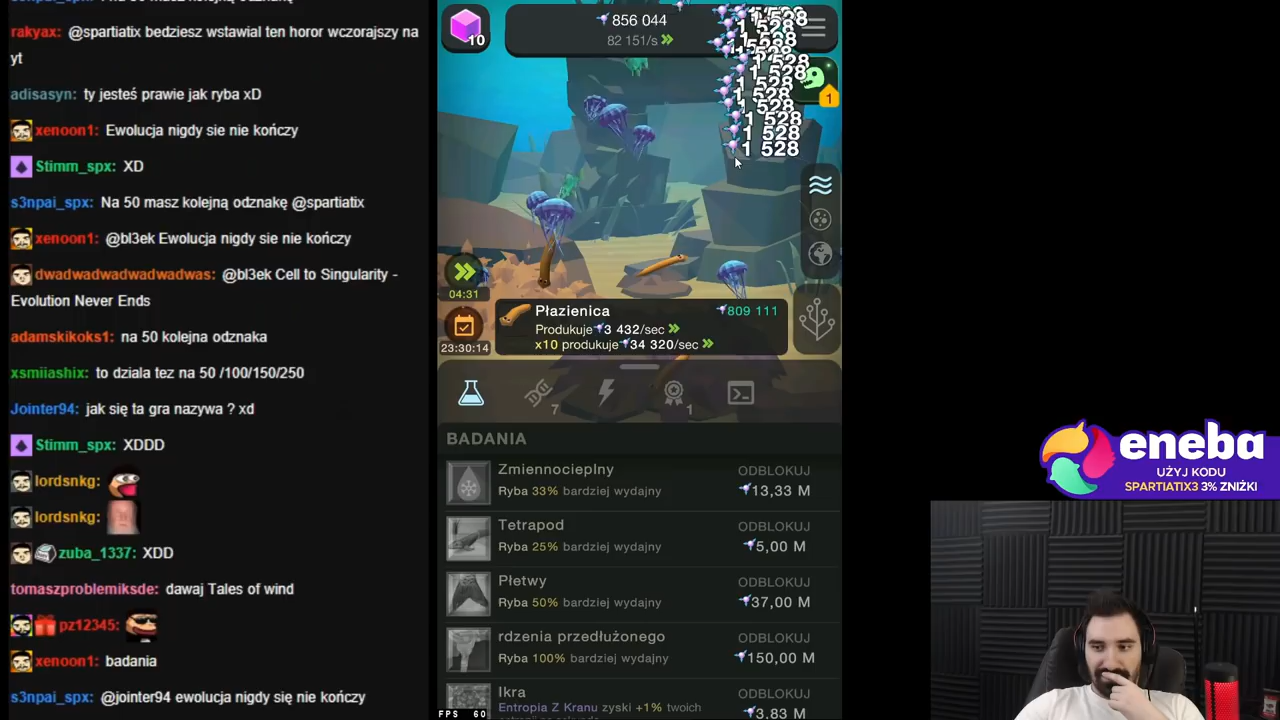 rakyax: @spartiatix bedziesz wstawial ten horor wczorajszy na
yt
adisasyn: ty jesteś prawie jak ryba xD
xenoon1: Ewolucja nigdy sie nie kończy
Stimm_spx: XD
s3npai_spx: Na 50 masz kolejną odznakę @spartiatix
xenoon1: @bl3ek Ewolucja nigdy sie nie kończy
dwadwadwadwadwadwas: @bl3ek Cell to Singularity -
Evolution Never Ends
adamskikoks1: na 50 kolejna odznaka
xsmiiashix: to dziala tez na 50 /100/150/250
Jointer94: jak się ta gra nazywa ? xd
Stimm_spx: XDDD
lordsnkg:
lordsnkg:
zuba_1337: XDD
tomaszproblemiksde: dawaj Tales of wind
pz12345:
xenoon1: badania
s3npai_spx: @jointer94 ewolucja nigdy się nie kończy
10
856 044
82 151/s
1 528
1 528
1 528
1 528
1 528
1 528
1 528
1 528
1 528
1
04:31
23:30:14
Płazienica
809 111
Produkuje 3 432/sec
x10 produkuje 34 320/sec
7
1
BADANIA
Zmiennocieplny
ODBLOKUJ
Ryba 33% bardziej wydajny
13,33 M
Tetrapod
ODBLOKUJ
Ryba 25% bardziej wydajny
5,00 M
Płetwy
ODBLOKUJ
Ryba 50% bardziej wydajny
37,00 M
rdzenia przedłużonego
ODBLOKUJ
Ryba 100% bardziej wydajny
150,00 M
Ikra
ODBLOKUJ
Entropia Z Kranu zyski +1% twoich
3.83 M
FPS 60
eneba
UŻYJ KODU
SPARTIATIX3 3% ZNIŻKI